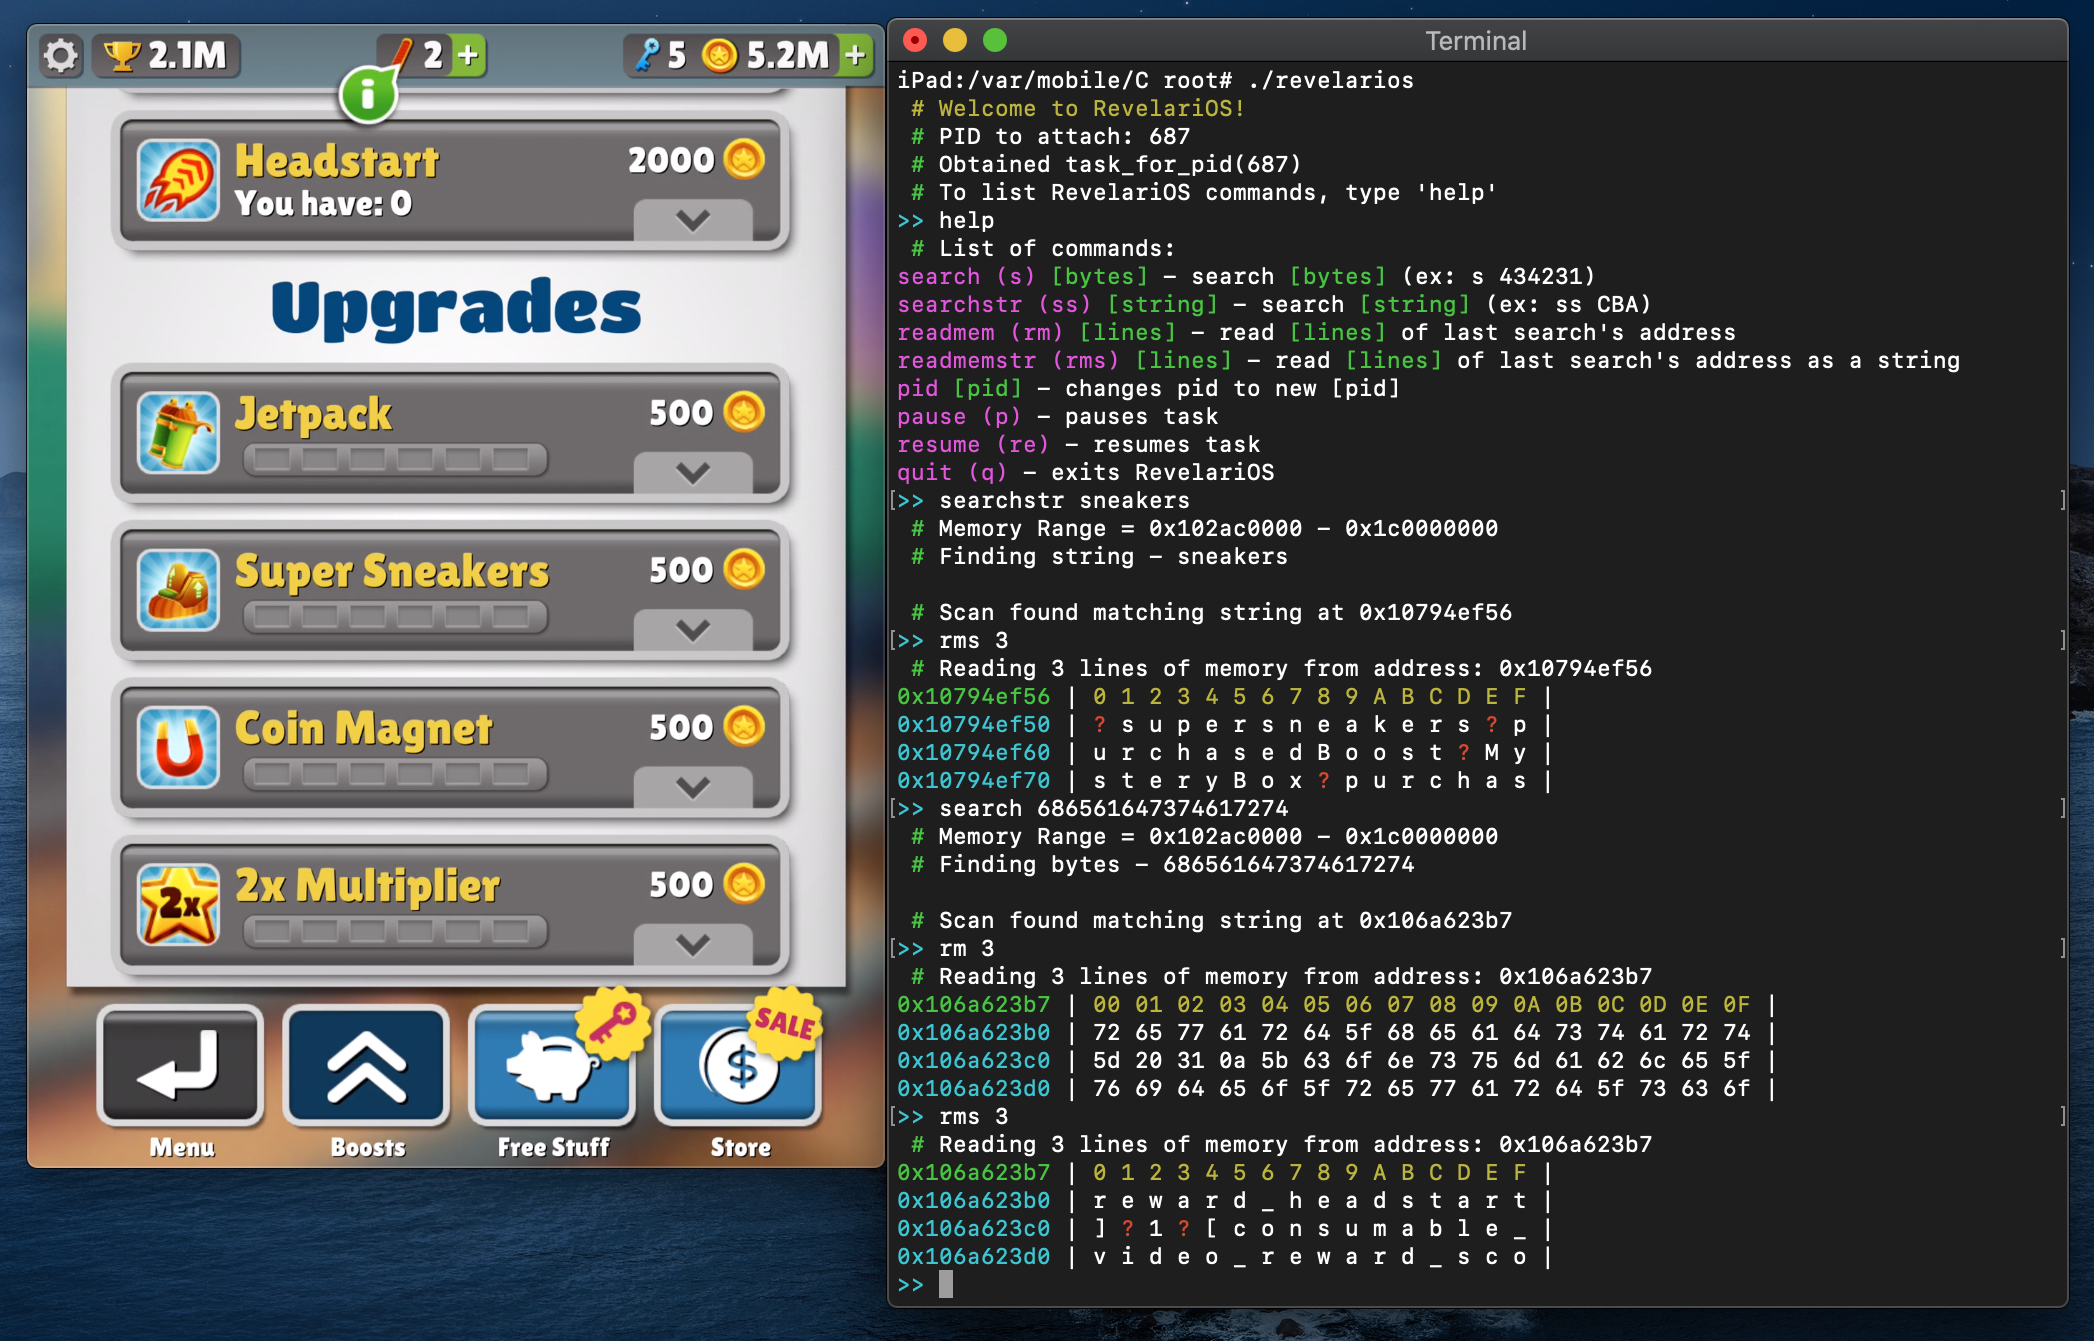 2.1M
2 +
5
5.2M +
i
Headstart
2000
You have: 0
Upgrades
Jetpack
500
Super Sneakers
500
Coin Magnet
500
2x
2x Multiplier
500
SALE
$
Menu
Boosts
Free Stuff
Store
Terminal
iPad:/var/mobile/C root# ./revelarios
# Welcome to RevelariOS!
# PID to attach: 687
# Obtained task_for_pid(687)
# To list RevelariOS commands, type 'help'
>> help
# List of commands:
search (s) [bytes] – search [bytes] (ex: s 434231)
searchstr (ss) [string] – search [string] (ex: ss CBA)
readmem (rm) [lines] – read [lines] of last search's address
readmemstr (rms) [lines] – read [lines] of last search's address as a string
pid [pid] – changes pid to new [pid]
pause (p) – pauses task
resume (re) – resumes task
quit (q) – exits RevelariOS
[>> searchstr sneakers ]
# Memory Range = 0x102ac0000 – 0x1c0000000
# Finding string – sneakers
# Scan found matching string at 0x10794ef56
[>> rms 3 ]
# Reading 3 lines of memory from address: 0x10794ef56
0x10794ef56 | 0 1 2 3 4 5 6 7 8 9 A B C D E F |
0x10794ef50 | ? s u p e r s n e a k e r s ? p |
0x10794ef60 | u r c h a s e d B o o s t ? M y |
0x10794ef70 | s t e r y B o x ? p u r c h a s |
[>> search 686561647374617274 ]
# Memory Range = 0x102ac0000 – 0x1c0000000
# Finding bytes – 686561647374617274
# Scan found matching string at 0x106a623b7
[>> rm 3 ]
# Reading 3 lines of memory from address: 0x106a623b7
0x106a623b7 | 00 01 02 03 04 05 06 07 08 09 0A 0B 0C 0D 0E 0F |
0x106a623b0 | 72 65 77 61 72 64 5f 68 65 61 64 73 74 61 72 74 |
0x106a623c0 | 5d 20 31 0a 5b 63 6f 6e 73 75 6d 61 62 6c 65 5f |
0x106a623d0 | 76 69 64 65 6f 5f 72 65 77 61 72 64 5f 73 63 6f |
[>> rms 3 ]
# Reading 3 lines of memory from address: 0x106a623b7
0x106a623b7 | 0 1 2 3 4 5 6 7 8 9 A B C D E F |
0x106a623b0 | r e w a r d _ h e a d s t a r t |
0x106a623c0 | ] ? 1 ? [ c o n s u m a b l e _ |
0x106a623d0 | v i d e o _ r e w a r d _ s c o |
>>